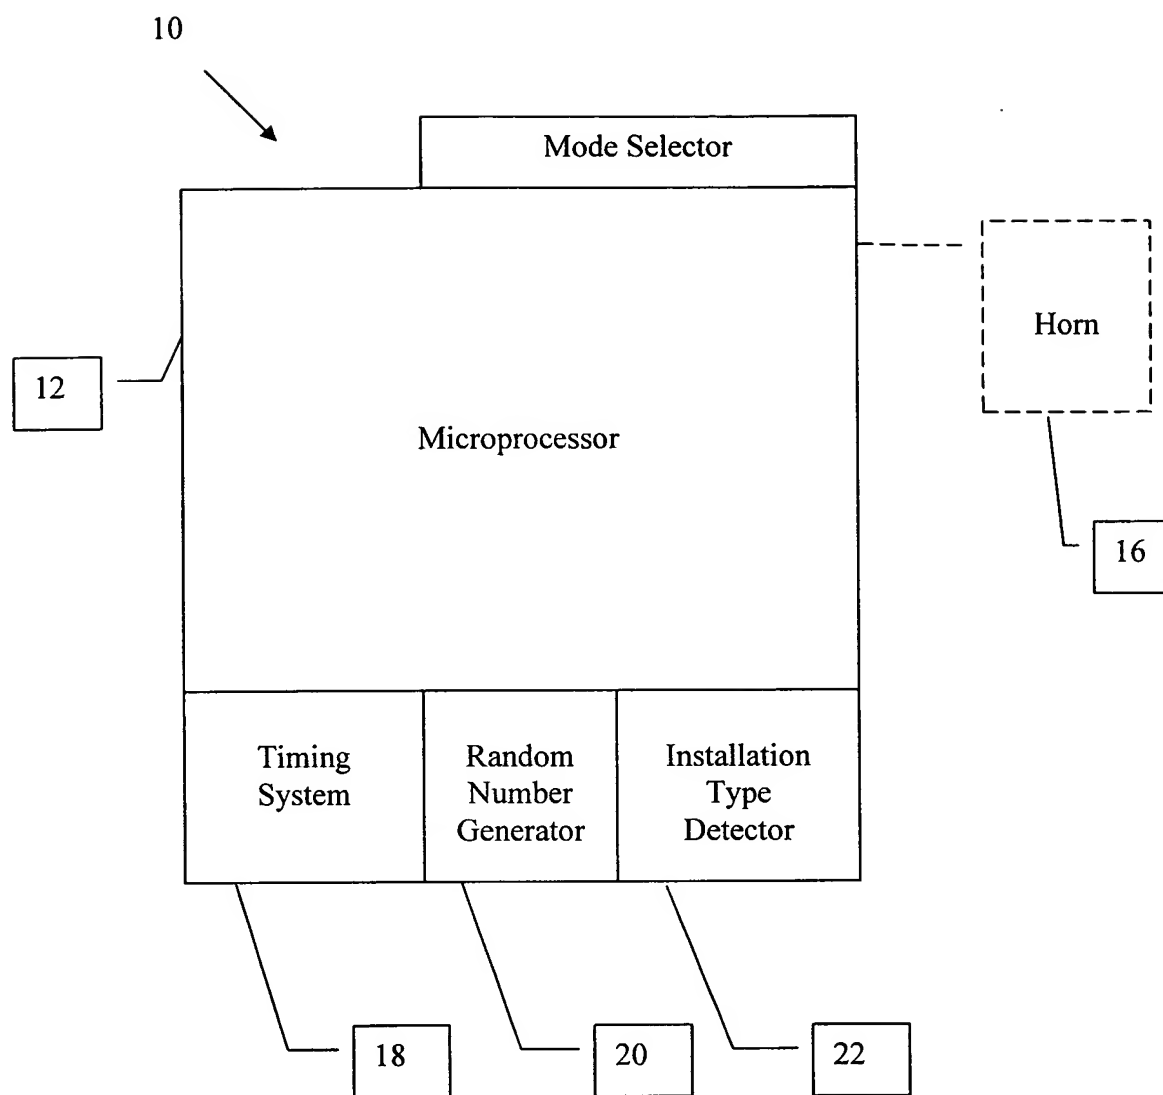 10
Mode Selector
Horn
12
Microprocessor
16
Timing
System
Random
Number
Generator
Installation
Type
Detector
18
20
22